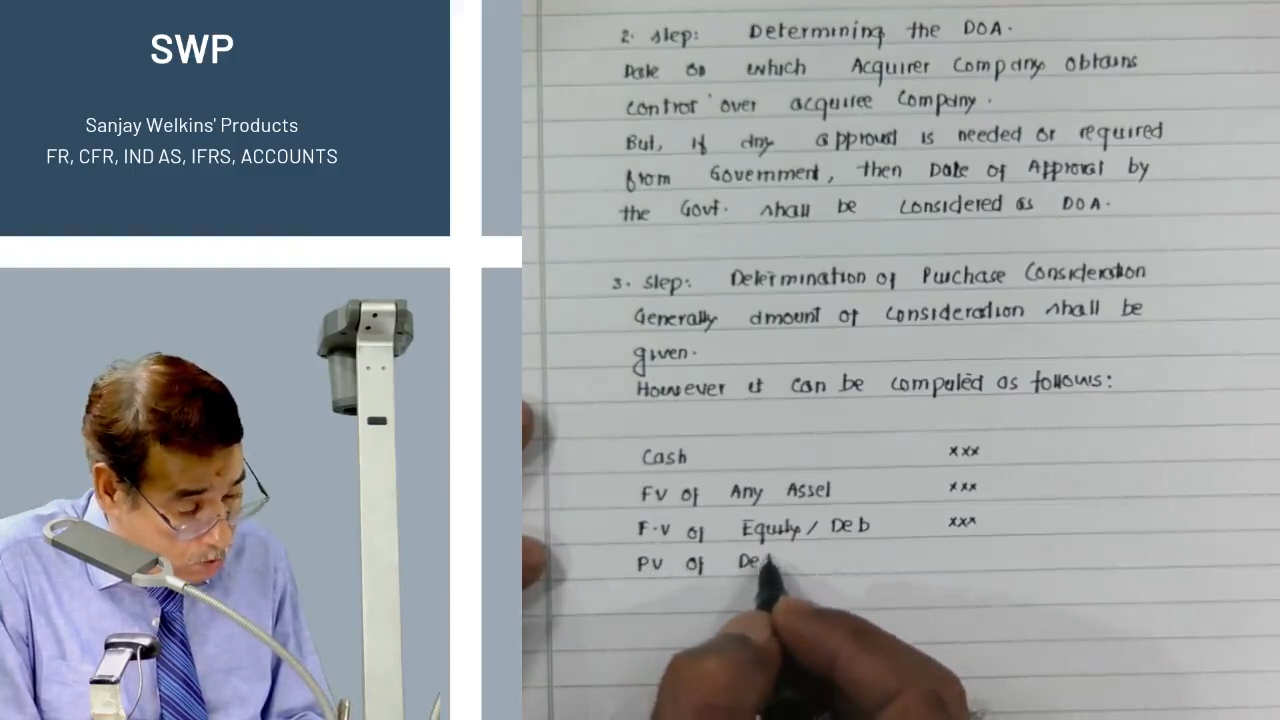 SWP
Sanjay Welkins' Products
FR, CFR, IND AS, IFRS, ACCOUNTS
2. Step: Determining the DOA.
Date on which Acquirer Company obtains
control over acquiree Company.
But, if any approval is needed or required
from Government, then Date of Approval by
the Govt. shall be considered as DOA.
3. Step: Determination of Purchase Consideration
Generally amount of consideration shall be
given.
However it can be computed as follows:
Cash xxx
FV of Any Asset xxx
F.V of Equity / Deb xxx
PV of De